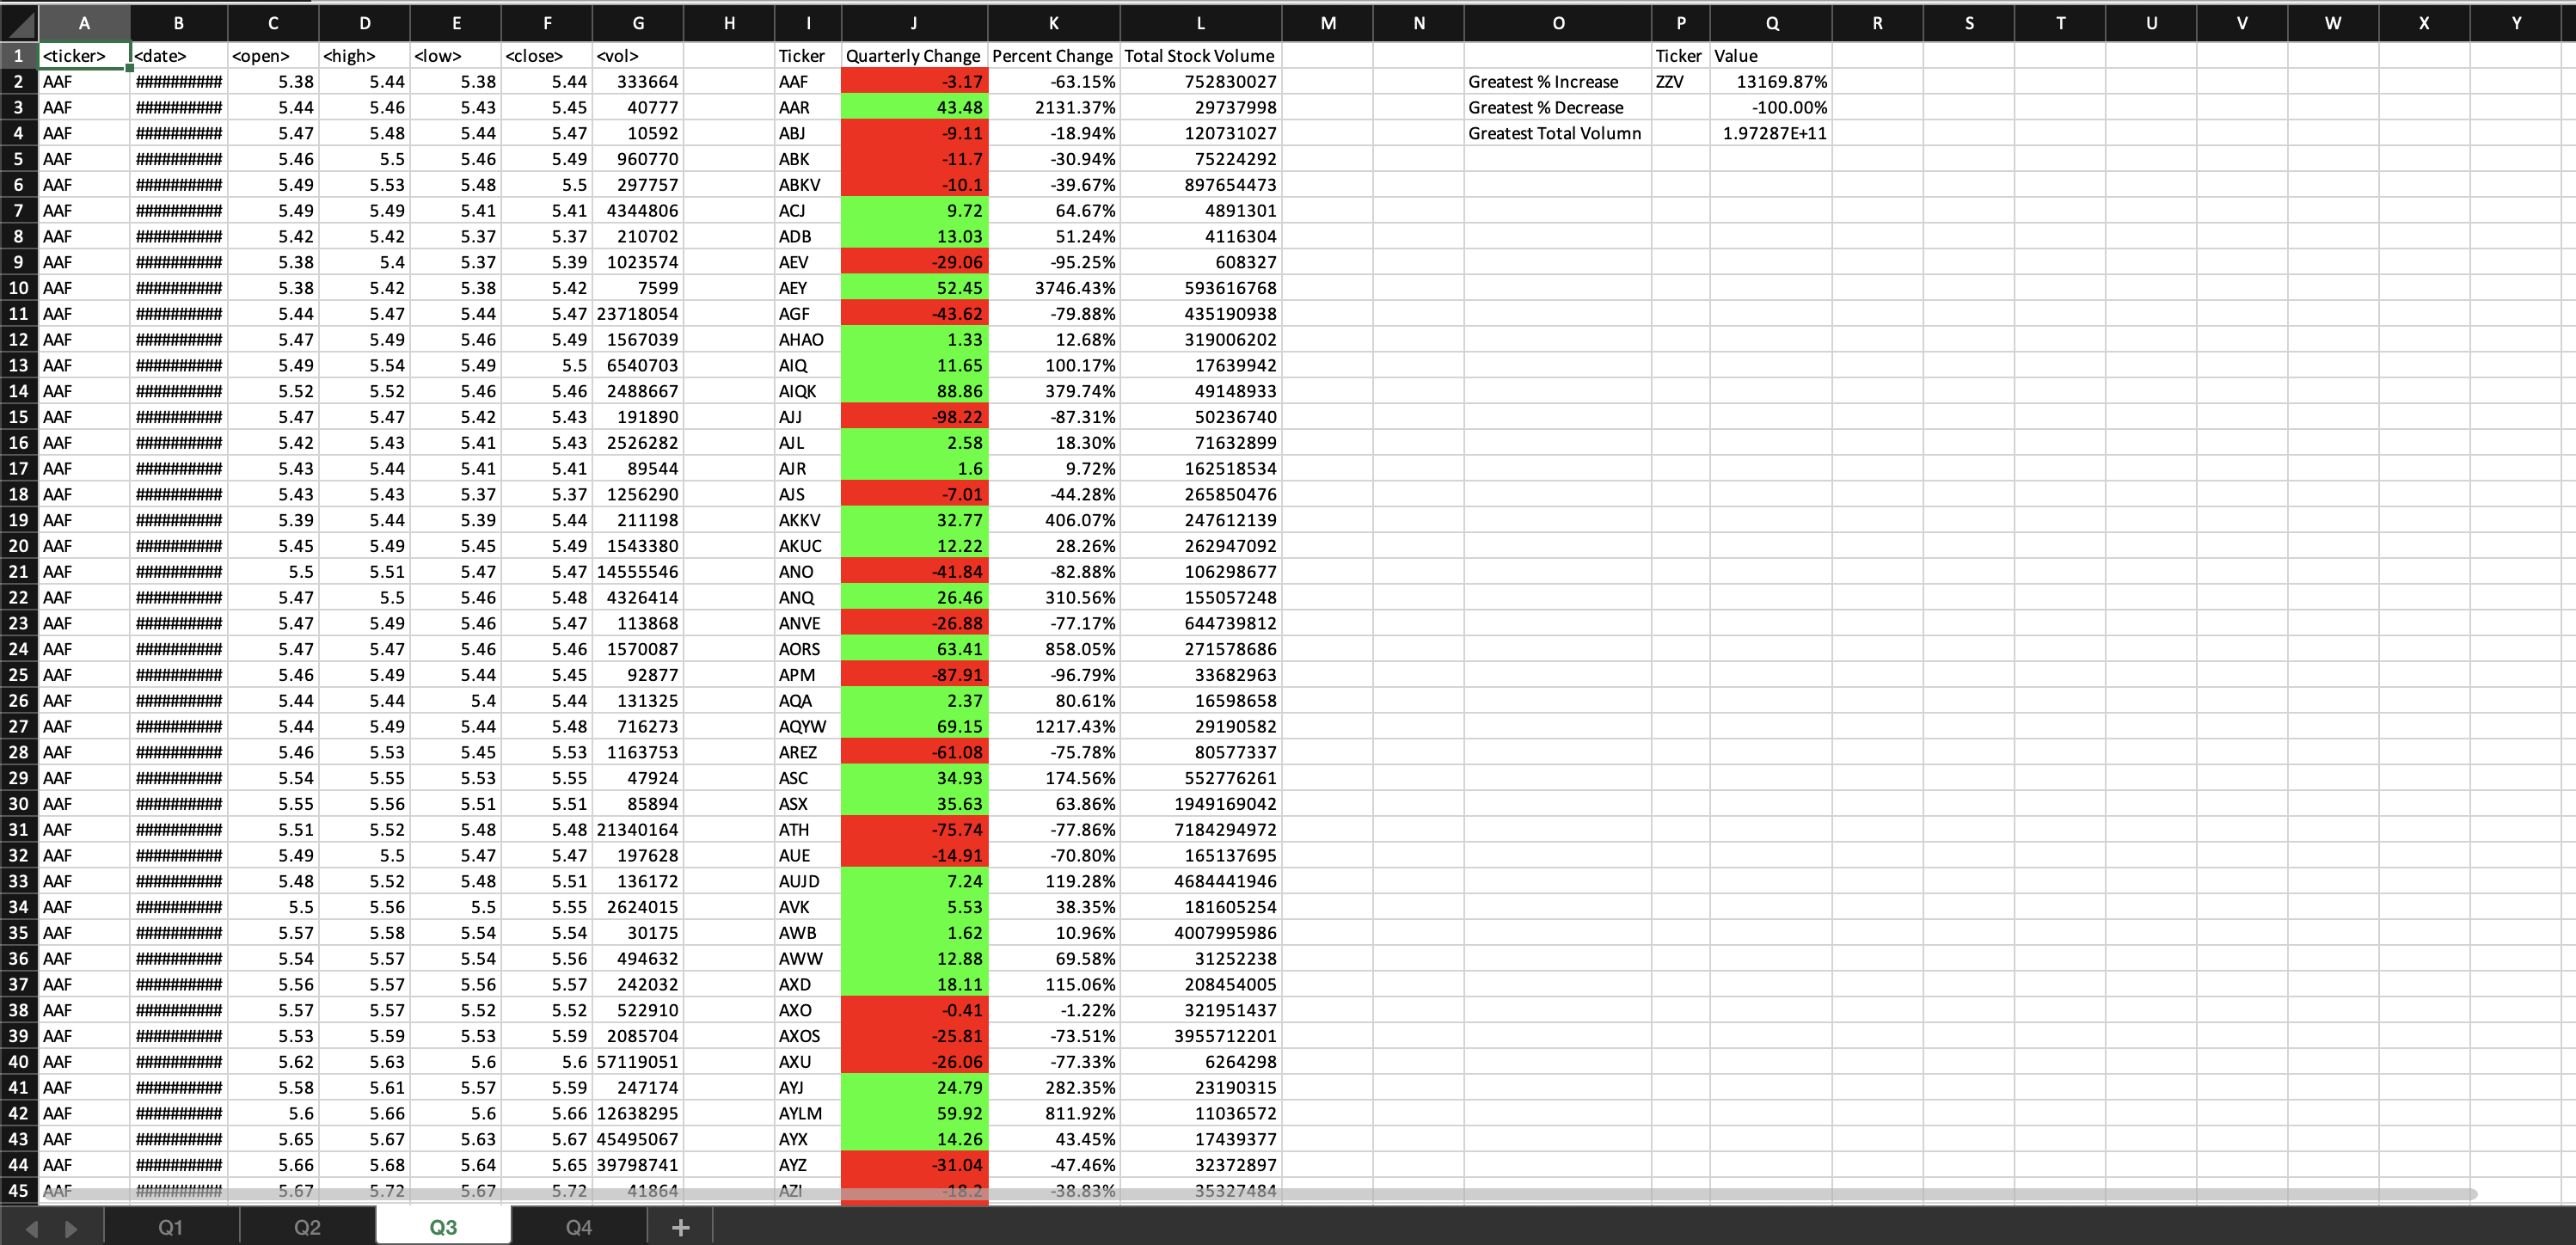 A B C D E F G H I J K L M N O P Q R S T U V W X Y
1 <ticker> <date> <open> <high> <low> <close> <vol> Ticker Quarterly Change Percent Change Total Stock Volume Ticker Value
2 AAF ########## 5.38 5.44 5.38 5.44 333664 AAF -3.17 -63.15% 752830027 Greatest % Increase ZZV 13169.87%
3 AAF ########## 5.44 5.46 5.43 5.45 40777 AAR 43.48 2131.37% 29737998 Greatest % Decrease -100.00%
4 AAF ########## 5.47 5.48 5.44 5.47 10592 ABJ -9.11 -18.94% 120731027 Greatest Total Volumn 1.97287E+11
5 AAF ########## 5.46 5.5 5.46 5.49 960770 ABK -11.7 -30.94% 75224292
6 AAF ########## 5.49 5.53 5.48 5.5 297757 ABKV -10.1 -39.67% 897654473
7 AAF ########## 5.49 5.49 5.41 5.41 4344806 ACJ 9.72 64.67% 4891301
8 AAF ########## 5.42 5.42 5.37 5.37 210702 ADB 13.03 51.24% 4116304
9 AAF ########## 5.38 5.4 5.37 5.39 1023574 AEV -29.06 -95.25% 608327
10 AAF ########## 5.38 5.42 5.38 5.42 7599 AEY 52.45 3746.43% 593616768
11 AAF ########## 5.44 5.47 5.44 5.47 23718054 AGF -43.62 -79.88% 435190938
12 AAF ########## 5.47 5.49 5.46 5.49 1567039 AHAO 1.33 12.68% 319006202
13 AAF ########## 5.49 5.54 5.49 5.5 6540703 AIQ 11.65 100.17% 17639942
14 AAF ########## 5.52 5.52 5.46 5.46 2488667 AIQK 88.86 379.74% 49148933
15 AAF ########## 5.47 5.47 5.42 5.43 191890 AJJ -98.22 -87.31% 50236740
16 AAF ########## 5.42 5.43 5.41 5.43 2526282 AJL 2.58 18.30% 71632899
17 AAF ########## 5.43 5.44 5.41 5.41 89544 AJR 1.6 9.72% 162518534
18 AAF ########## 5.43 5.43 5.37 5.37 1256290 AJS -7.01 -44.28% 265850476
19 AAF ########## 5.39 5.44 5.39 5.44 211198 AKKV 32.77 406.07% 247612139
20 AAF ########## 5.45 5.49 5.45 5.49 1543380 AKUC 12.22 28.26% 262947092
21 AAF ########## 5.5 5.51 5.47 5.47 14555546 ANO -41.84 -82.88% 106298677
22 AAF ########## 5.47 5.5 5.46 5.48 4326414 ANQ 26.46 310.56% 155057248
23 AAF ########## 5.47 5.49 5.46 5.47 113868 ANVE -26.88 -77.17% 644739812
24 AAF ########## 5.47 5.47 5.46 5.46 1570087 AORS 63.41 858.05% 271578686
25 AAF ########## 5.46 5.49 5.44 5.45 92877 APM -87.91 -96.79% 33682963
26 AAF ########## 5.44 5.44 5.4 5.44 131325 AQA 2.37 80.61% 16598658
27 AAF ########## 5.44 5.49 5.44 5.48 716273 AQYW 69.15 1217.43% 29190582
28 AAF ########## 5.46 5.53 5.45 5.53 1163753 AREZ -61.08 -75.78% 80577337
29 AAF ########## 5.54 5.55 5.53 5.55 47924 ASC 34.93 174.56% 552776261
30 AAF ########## 5.55 5.56 5.51 5.51 85894 ASX 35.63 63.86% 1949169042
31 AAF ########## 5.51 5.52 5.48 5.48 21340164 ATH -75.74 -77.86% 7184294972
32 AAF ########## 5.49 5.5 5.47 5.47 197628 AUE -14.91 -70.80% 165137695
33 AAF ########## 5.48 5.52 5.48 5.51 136172 AUJD 7.24 119.28% 4684441946
34 AAF ########## 5.5 5.56 5.5 5.55 2624015 AVK 5.53 38.35% 181605254
35 AAF ########## 5.57 5.58 5.54 5.54 30175 AWB 1.62 10.96% 4007995986
36 AAF ########## 5.54 5.57 5.54 5.56 494632 AWW 12.88 69.58% 31252238
37 AAF ########## 5.56 5.57 5.56 5.57 242032 AXD 18.11 115.06% 208454005
38 AAF ########## 5.57 5.57 5.52 5.52 522910 AXO -0.41 -1.22% 321951437
39 AAF ########## 5.53 5.59 5.53 5.59 2085704 AXOS -25.81 -73.51% 3955712201
40 AAF ########## 5.62 5.63 5.6 5.6 57119051 AXU -26.06 -77.33% 6264298
41 AAF ########## 5.58 5.61 5.57 5.59 247174 AYJ 24.79 282.35% 23190315
42 AAF ########## 5.6 5.66 5.6 5.66 12638295 AYLM 59.92 811.92% 11036572
43 AAF ########## 5.65 5.67 5.63 5.67 45495067 AYX 14.26 43.45% 17439377
44 AAF ########## 5.66 5.68 5.64 5.65 39798741 AYZ -31.04 -47.46% 32372897
45 AAF ########## 5.67 5.72 5.67 5.72 41864 AZI -18.2 -38.83% 35327484
Q1 Q2 Q3 Q4 +